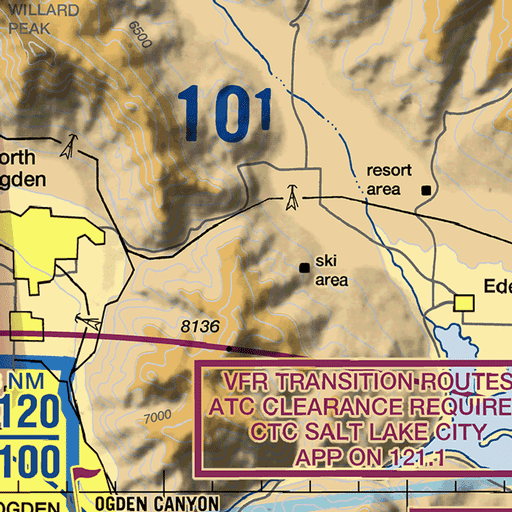 WILLARD
PEAK
6500
101
orth
gden
resort
area
ski
area
Ede
8136
VFR TRANSITION ROUTES
ATC CLEARANCE REQUIRE
CTC SALT LAKE CITY
APP ON 121.1
NM
120
100
7000
OGDEN
OGDEN CANYON